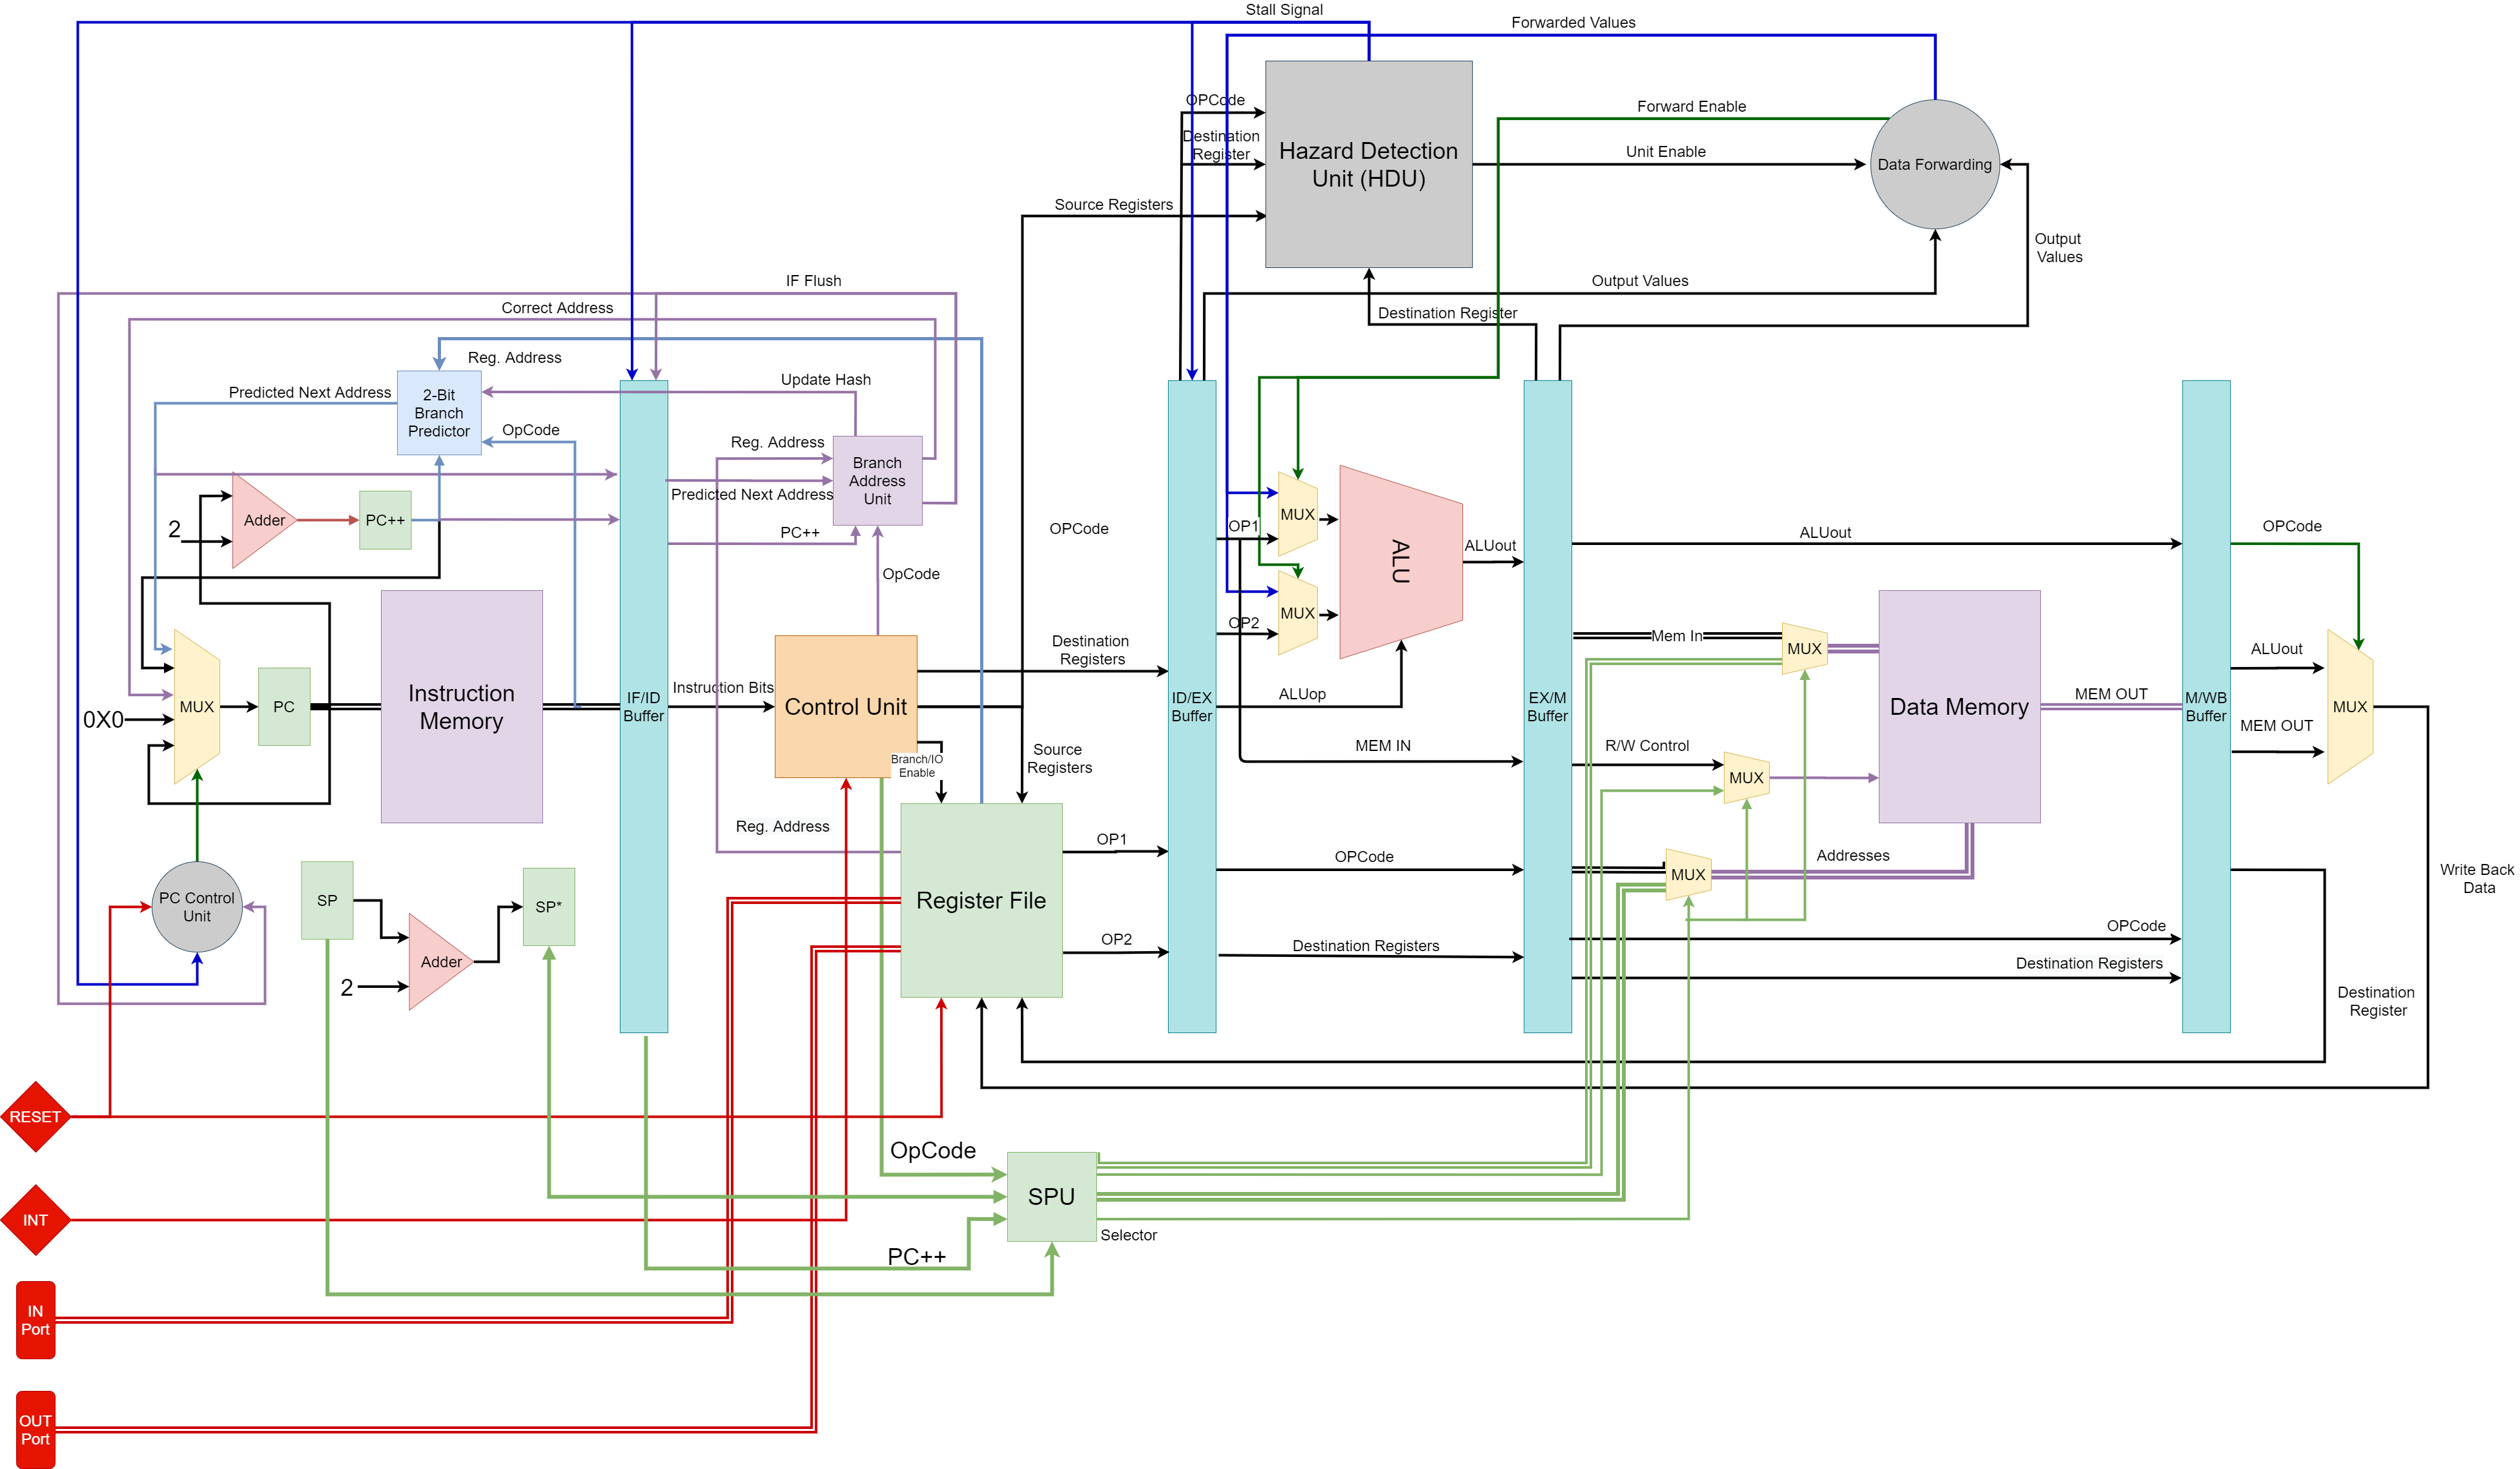 Stall Signal
Forwarded Values
OPCode
Forward Enable
Destination
Register
Hazard Detection
Unit (HDU)
Unit Enable
Data Forwarding
Source Registers
Output
Values
IF Flush
Output Values
Correct Address
Destination Register
Reg. Address
Update Hash
Predicted Next Address
2-Bit
Branch
Predictor
OpCode
Reg. Address
Branch
Address
Unit
Predicted Next Address
Adder
PC++
2
PC++
OPCode
OP1
MUX
ALU
ALUout
ALUout
OPCode
OpCode
OP2
MUX
Destination
Registers
Mem In
MUX
ALUout
Instruction
Memory
IF/ID
Buffer
Instruction Bits
Control Unit
ID/EX
Buffer
ALUop
EX/M
Buffer
Data Memory
MEM OUT
M/WB
Buffer
MUX
0X0
MUX
PC
MEM OUT
Branch/IO
Enable
Source
Registers
MEM IN
R/W Control
MUX
Reg. Address
OP1
OPCode
Addresses
MUX
Write Back
Data
PC Control
Unit
SP
SP*
Register File
OP2
Destination Registers
OPCode
Adder
2
Destination Registers
Destination
Register
RESET
OpCode
SPU
INT
Selector
PC++
IN
Port
OUT
Port